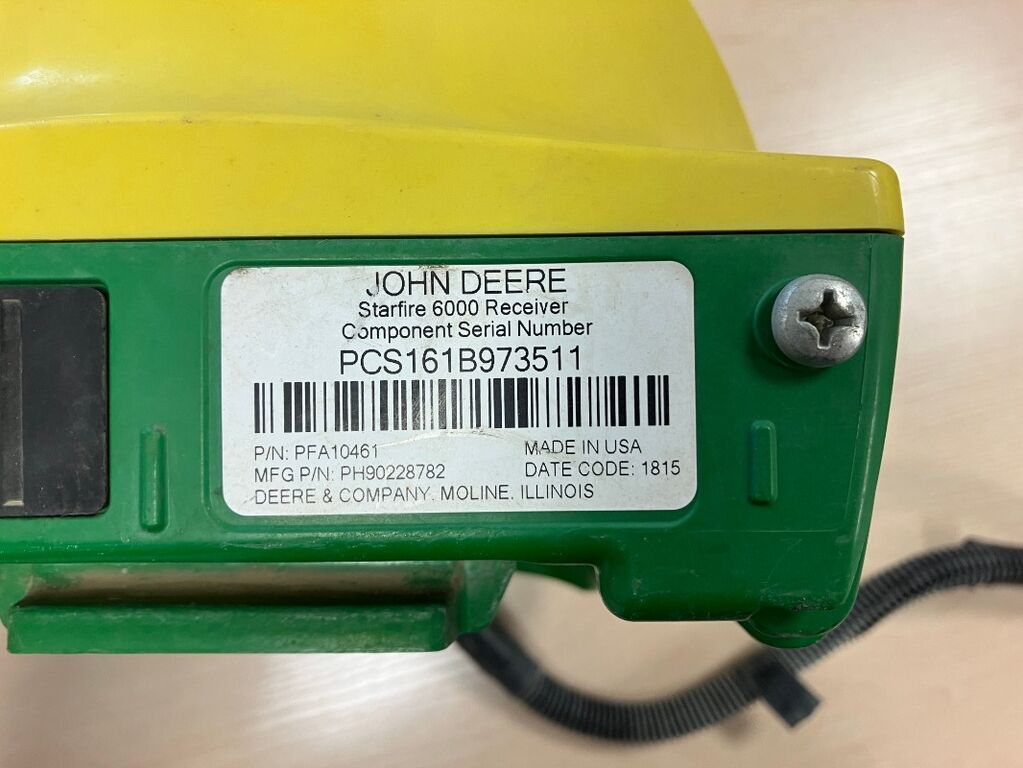 JOHN DEERE
Starfire 6000 Receiver
Component Serial Number
PCS161B973511
P/N: PFA10461
MADE IN USA
MFG P/N: PH90228782
DATE CODE: 1815
DEERE & COMPANY, MOLINE, ILLINOIS